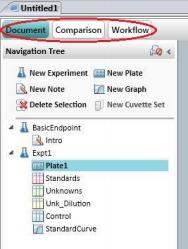 Untitled1
Document Comparison Workflow
Navigation Tree
New Experiment New Plate
New Note New Graph
Delete Selection New Cuvette Set
BasicEndpoint
Intro
Expt1
Plate1
Standards
Unknowns
Unk_Dilution
Control
StandardCurve